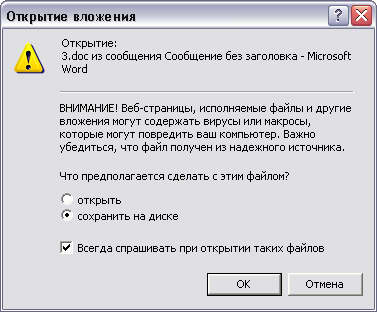 Открытие вложения
Открытие:
3.doc из сообщения Сообщение без заголовка - Microsoft
Word
ВНИМАНИЕ! Веб-страницы, исполняемые файлы и другие
вложения могут содержать вирусы или макросы,
которые могут повредить ваш компьютер. Важно
убедиться, что файл получен из надежного источника.
Что предполагается сделать с этим файлом?
открыть
сохранить на диске
Всегда спрашивать при открытии таких файлов
OK
Отмена